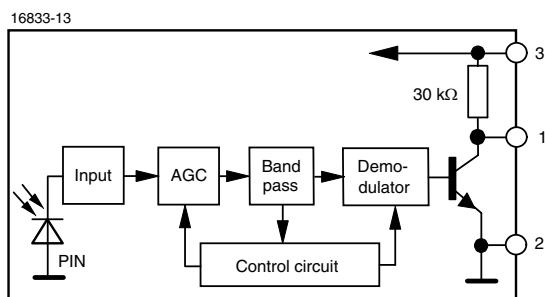 16833-13
3
30 kΩ
1
Input
AGC
Band
pass
Demo-
dulator
2
PIN
Control circuit